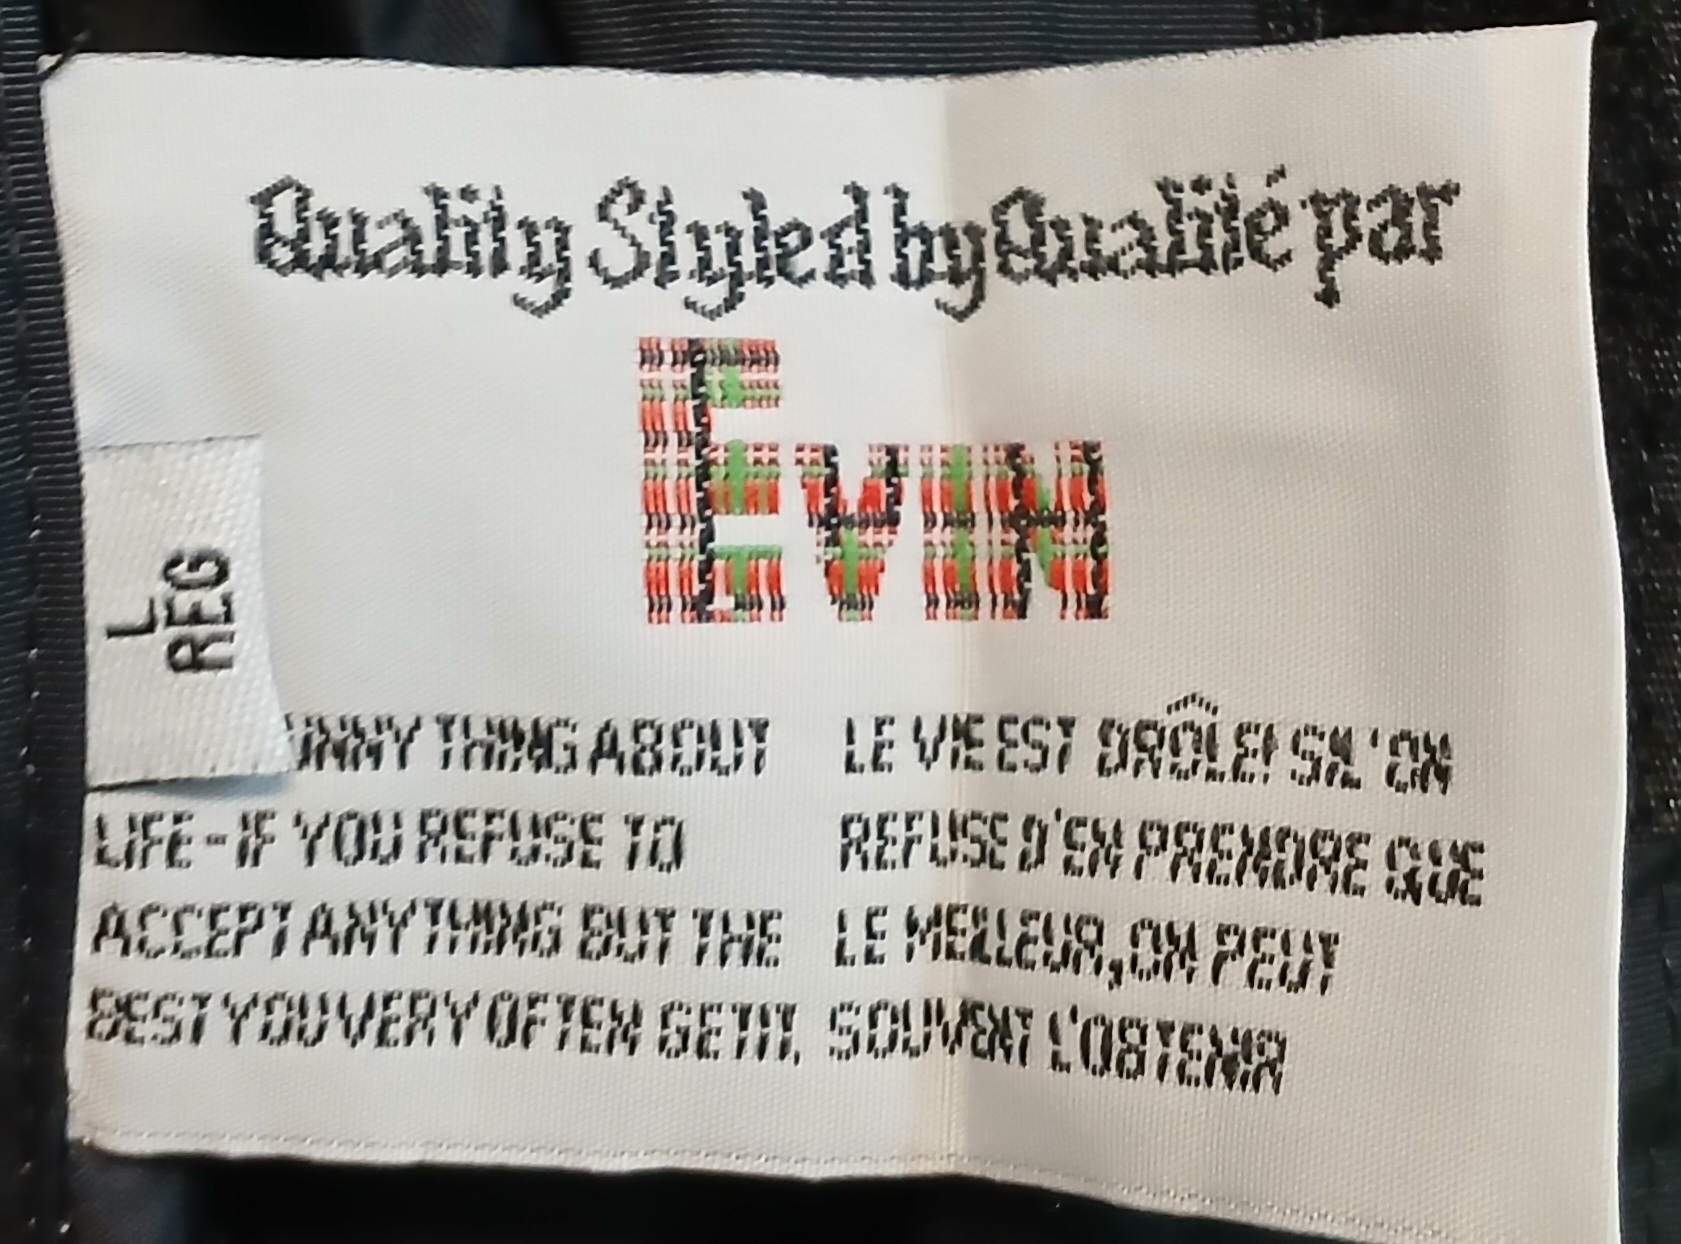 Quality Styled by Qualité par
EVIN
L
REG
UNNY THING ABOUT
LIFE-IF YOU REFUSE TO
ACCEPT ANYTHING BUT THE
BEST YOU VERY OFTEN GET IT.
LE VIE EST DRÔLE! SIL'ON
REFUSE D'EN PRENDRE QUE
LE MEILLEUR, ON PEUT
SOUVENT L'OBTENIR